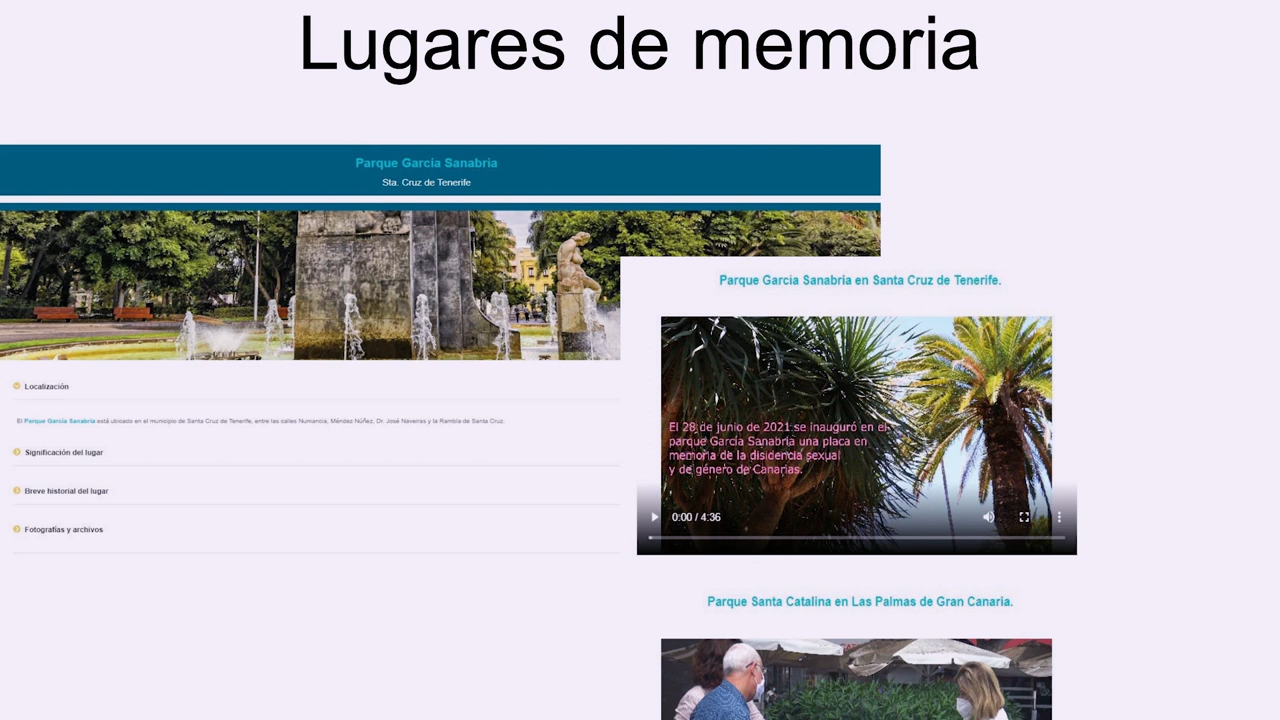 Lugares de memoria
Parque García Sanabria
Sta. Cruz de Tenerife
Localización
El Parque García Sanabria está ubicado en el municipio de Santa Cruz de Tenerife, entre las calles Numancia, Méndez Núñez, Dr. José Naveiras y la Rambla de Santa Cruz.
Significación del lugar
Breve historial del lugar
Fotografías y archivos
Parque García Sanabria en Santa Cruz de Tenerife.
El 28 de junio de 2021 se inauguró en el
parque García Sanabria una placa en
memoria de la disidencia sexual
y de género de Canarias.
0:00 / 4:36
Parque Santa Catalina en Las Palmas de Gran Canaria.